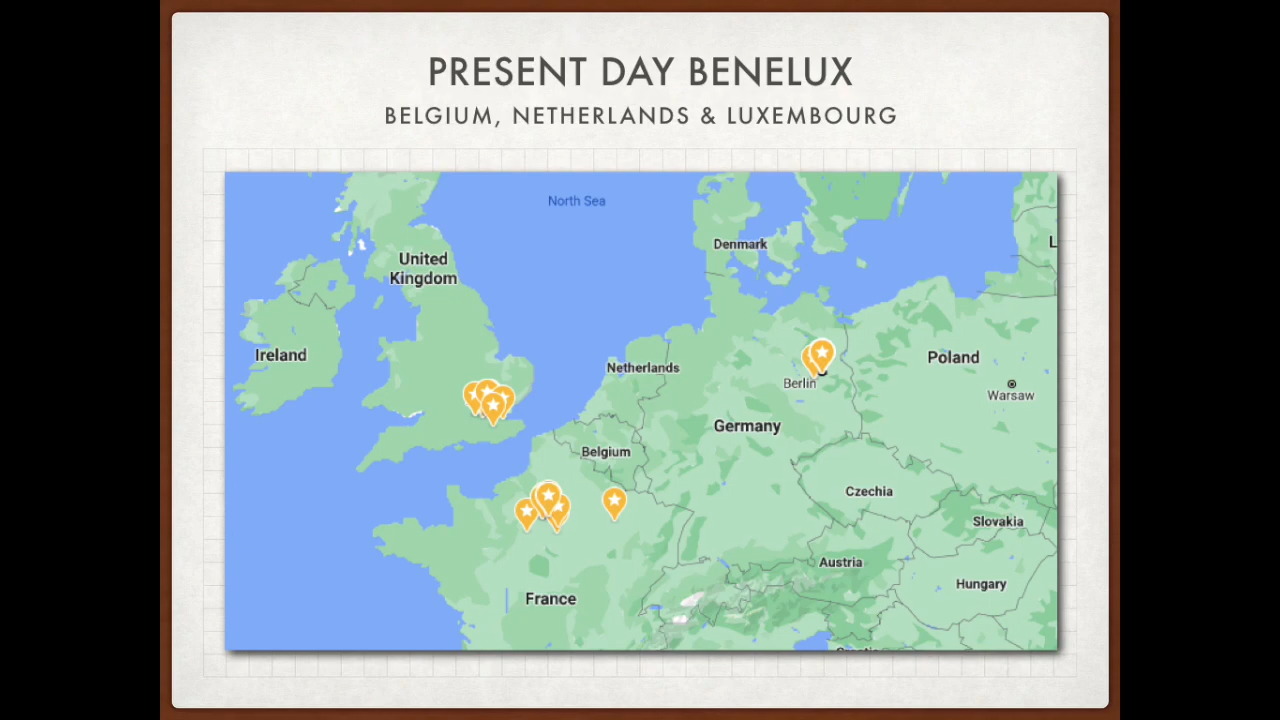 PRESENT DAY BENELUX
BELGIUM, NETHERLANDS & LUXEMBOURG
North Sea
Denmark
L
United
Kingdom
Ireland
Netherlands
Berlin
Poland
Warsaw
Germany
Belgium
Czechia
Slovakia
Austria
Hungary
France